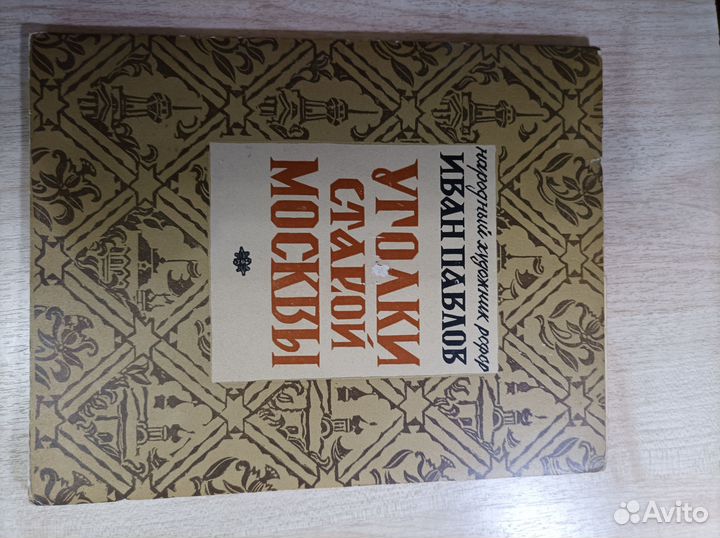 народный художник РСФСР
ИВАН ПАВЛОВ
УГОЛКИ
СТАРОЙ
МОСКВЫ
Avito